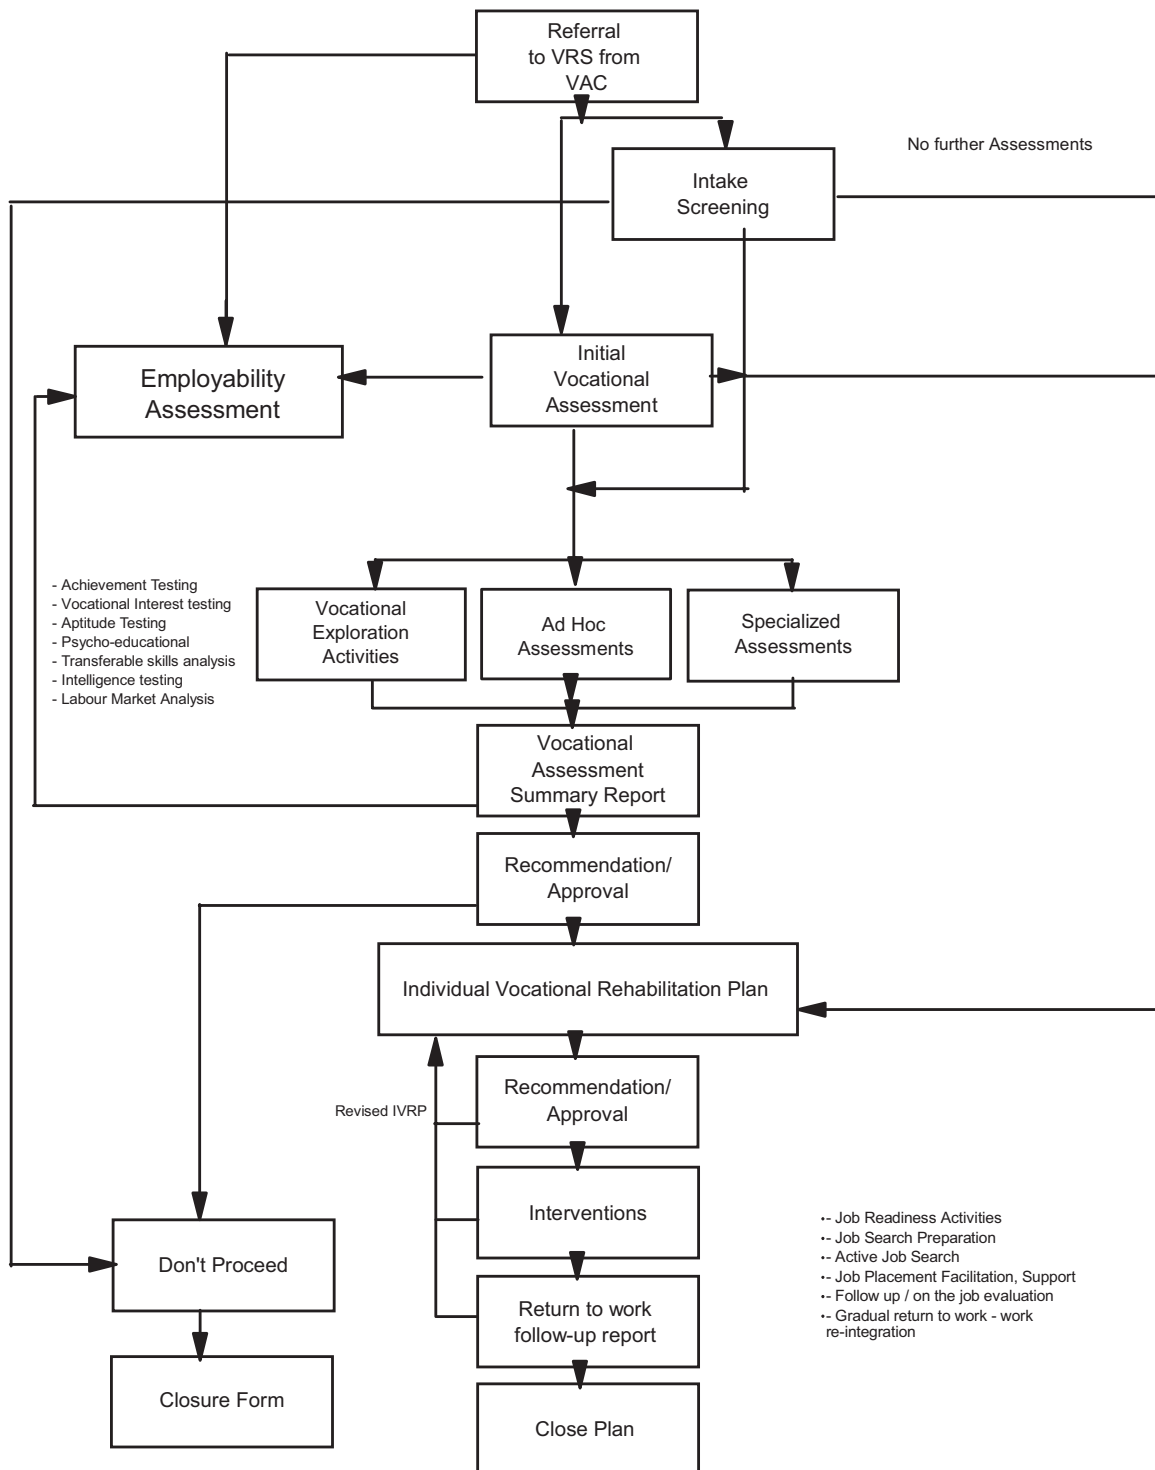 Referral
to VRS from
VAC
No further Assessments
Intake
Screening
Initial
Vocational
Assessment
Employability
Assessment
- Achievement Testing
- Vocational Interest testing
- Aptitude Testing
- Psycho-educational
- Transferable skills analysis
- Intelligence testing
- Labour Market Analysis
Vocational
Exploration
Activities
Ad Hoc
Assessments
Specialized
Assessments
Vocational
Assessment
Summary Report
Recommendation/
Approval
Individual Vocational Rehabilitation Plan
Recommendation/
Approval
Revised IVRP
Interventions
•- Job Readiness Activities
•- Job Search Preparation
•- Active Job Search
•- Job Placement Facilitation, Support
•- Follow up / on the job evaluation
•- Gradual return to work - work
re-integration
Don't Proceed
Return to work
follow-up report
Closure Form
Close Plan